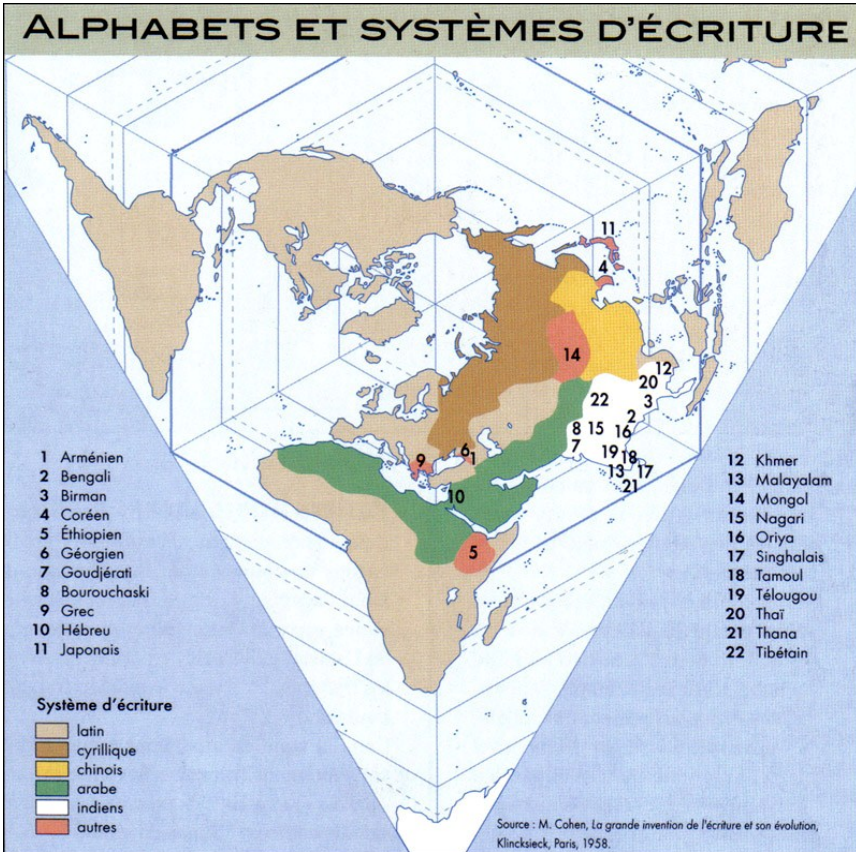 ALPHABETS ET SYSTÈMES D'ÉCRITURE
11
4
14
12
20
22
3
2
8
15
16
7
19
18
13
17
21
6
1
9
10
5
1 Arménien
2 Bengali
3 Birman
4 Coréen
5 Éthiopien
6 Géorgien
7 Goudjérati
8 Bourouchaski
9 Grec
10 Hébreu
11 Japonais
12 Khmer
13 Malayalam
14 Mongol
15 Nagari
16 Oriya
17 Singhalais
18 Tamoul
19 Télougou
20 Thaï
21 Thana
22 Tibétain
Système d'écriture
latin
cyrillique
chinois
arabe
indiens
autres
Source : M. Cohen, La grande invention de l'écriture et son évolution,
Klincksieck, Paris, 1958.